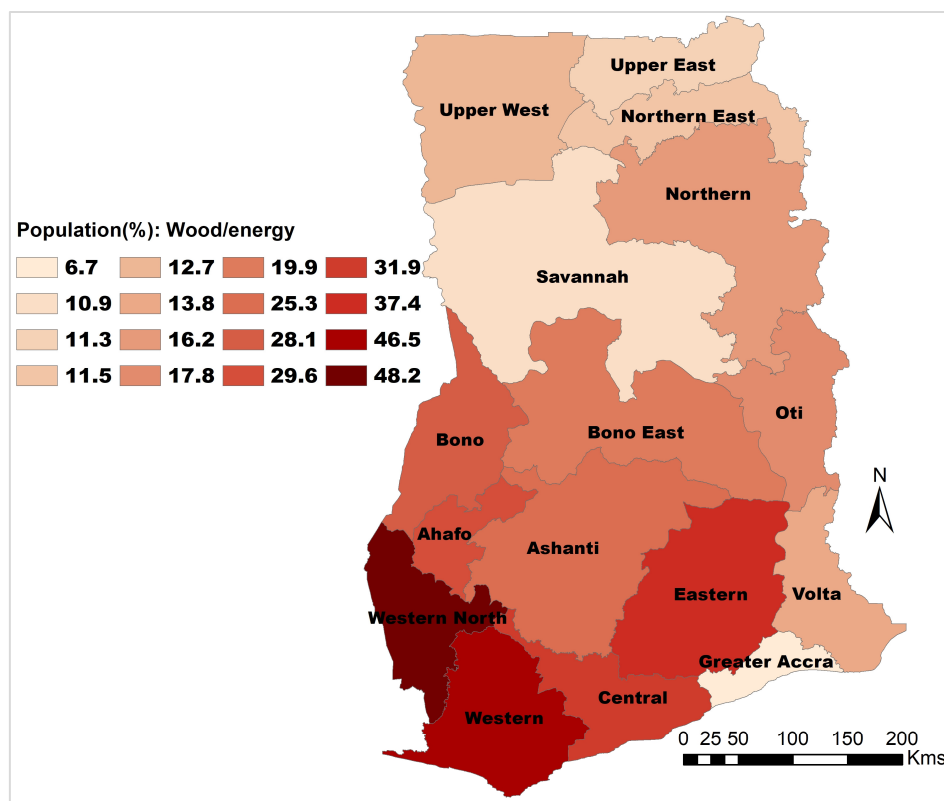 Upper East
Upper West
Northern East
Northern
Population(%): Wood/energy
6.7 12.7 19.9 31.9
10.9 13.8 25.3 37.4
11.3 16.2 28.1 46.5
11.5 17.8 29.6 48.2
Savannah
Oti
Bono East
Bono
N
Ahafo
Ashanti
Eastern
Volta
Western North
Greater Accra
Central
Western
0 25 50 100 150 200
Kms